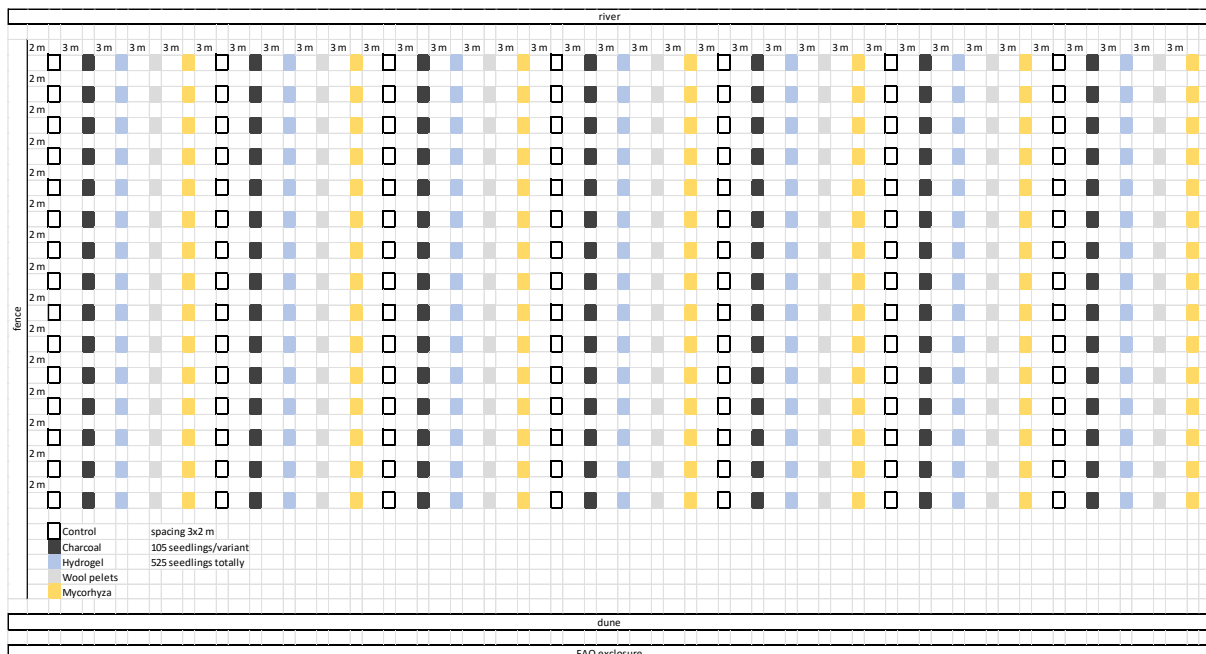 river
2 m 3 m 3 m 3 m 3 m 3 m 3 m 3 m 3 m 3 m 3 m 3 m 3 m 3 m 3 m 3 m 3 m 3 m 3 m 3 m 3 m 3 m 3 m 3 m 3 m 3 m 3 m 3 m 3 m 3 m 3 m 3 m 3 m 3 m 3 m
2 m
2 m
2 m
2 m
2 m
2 m
2 m
2 m
fence
2 m
2 m
2 m
2 m
2 m
2 m
Control spacing 3x2 m
Charcoal 105 seedlings/variant
Hydrogel 525 seedlings totally
Wool pelets
Mycorhyza
dune
FAO exclosure